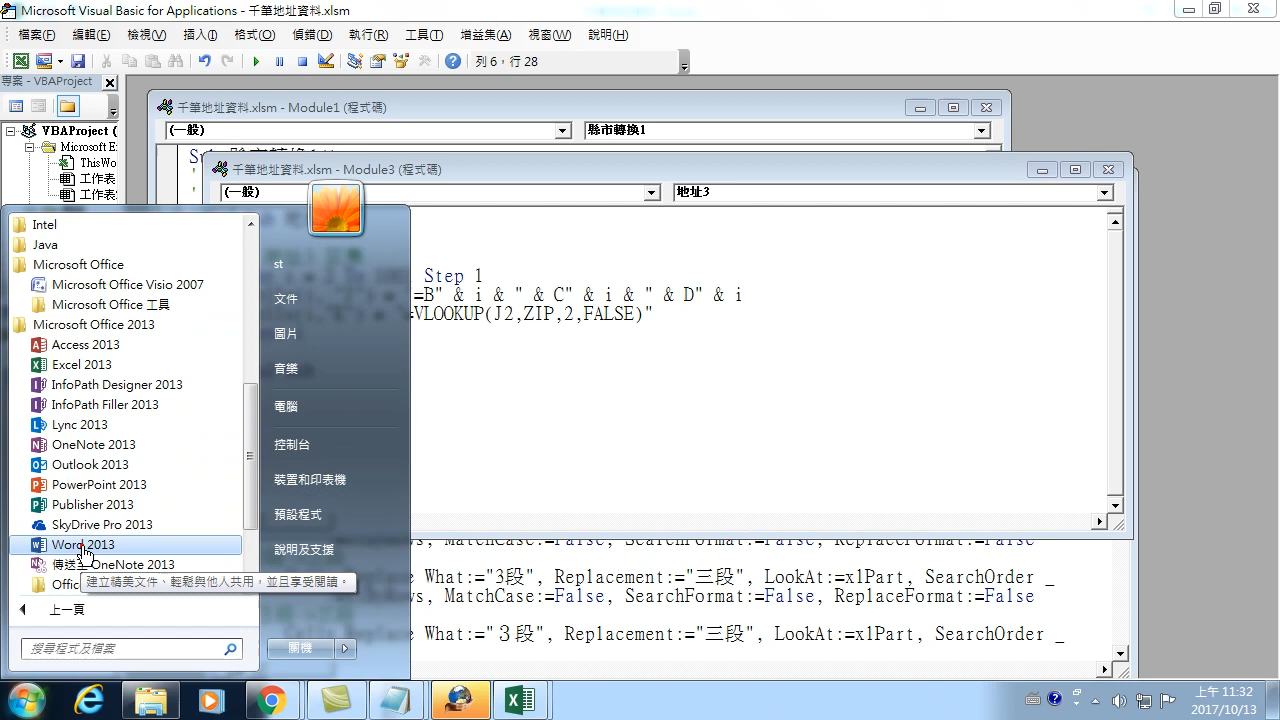 Microsoft Visual Basic for Applications - 千筆地址資料.xlsm
檔案(F) 編輯(E) 檢視(V) 插入(I) 格式(O) 偵錯(D) 執行(R) 工具(T) 增益集(A) 視窗(W) 說明(H)
列 6，行 28
專案 - VBAProject
千筆地址資料.xlsm - Module1 (程式碼)
(一般)
縣市轉換1
VBAProject (
Microsoft E
ThisWo
工作表
工作表
千筆地址資料.xlsm - Module3 (程式碼)
(一般)
地址3
Step 1
=B" & i & " & C" & i & " & D" & i
=VLOOKUP(J2,ZIP,2,FALSE)"
Intel
Java
Microsoft Office
Microsoft Office Visio 2007
Microsoft Office 工具
Microsoft Office 2013
Access 2013
Excel 2013
InfoPath Designer 2013
InfoPath Filler 2013
Lync 2013
OneNote 2013
Outlook 2013
PowerPoint 2013
Publisher 2013
SkyDrive Pro 2013
Word 2013
OneNote 2013
建立精美文件、輕鬆與他人共用，並且享受閱讀。
上一頁
搜尋程式及檔案
st
文件
圖片
音樂
電腦
控制台
裝置和印表機
預設程式
說明及支援
關機
MatchCase:=False, SearchFormat:=False, ReplaceFormat:=False
What:="3段", Replacement:="三段", LookAt:=xlPart, SearchOrder _
MatchCase:=False, SearchFormat:=False, ReplaceFormat:=False
What:="３段", Replacement:="三段", LookAt:=xlPart, SearchOrder _
上午 11:32
2017/10/13